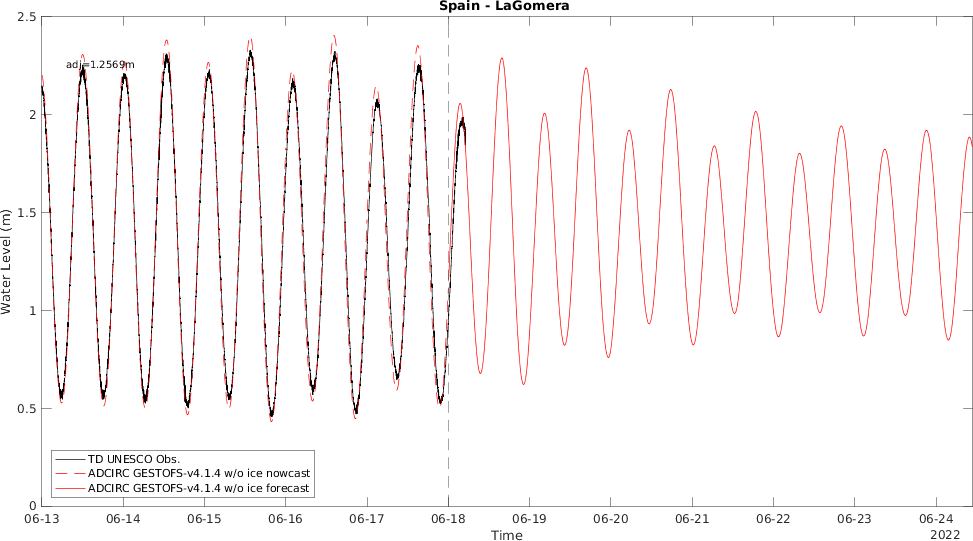 Spain - LaGomera
2.5
adj=1.2569m
2
1.5
1
0.5
0
Water Level (m)
TD UNESCO Obs.
ADCIRC GESTOFS-v4.1.4 w/o ice nowcast
ADCIRC GESTOFS-v4.1.4 w/o ice forecast
06-13 06-14 06-15 06-16 06-17 06-18 06-19 06-20 06-21 06-22 06-23 06-24
Time
2022